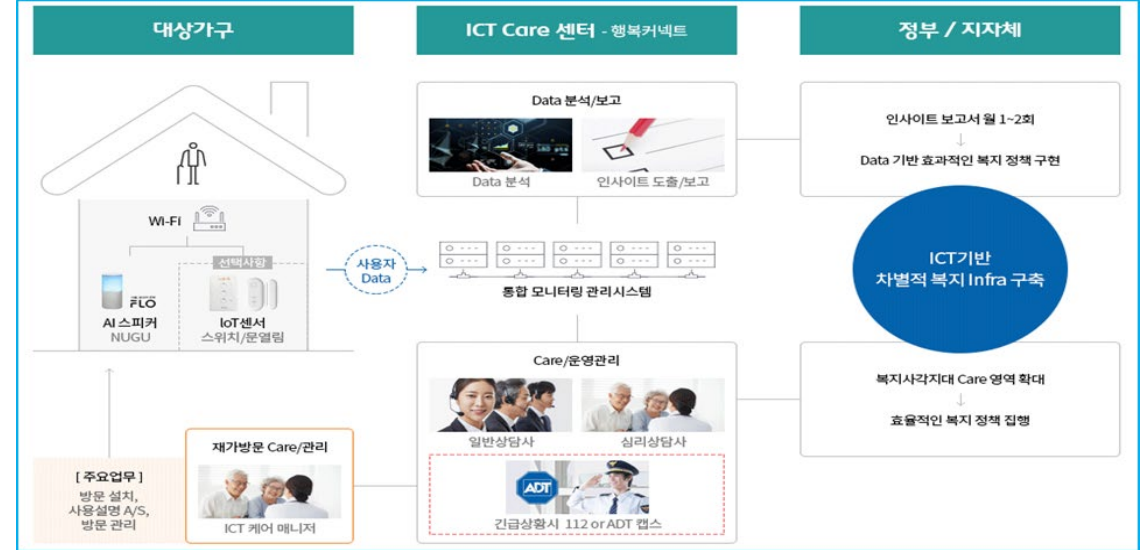 대상가구
ICT Care 센터 - 행복커넥트
정부 / 지자체
Wi-Fi
선택사항
FLO
AI 스피커
NUGU
IoT센서
스위치/문열림
[ 주요업무 ]
방문 설치,
사용설명 A/S,
방문 관리
재가방문 Care/관리
ICT 케어 매니저
사용자
Data
Data 분석/보고
Data 분석
인사이트 도출/보고
통합 모니터링 관리시스템
Care/운영관리
일반상담사
심리상담사
ADT
긴급상황시 112 or ADT 캡스
인사이트 보고서 월 1~2회
↓
Data 기반 효과적인 복지 정책 구현
ICT기반
차별적 복지 Infra 구축
복지사각지대 Care 영역 확대
↓
효율적인 복지 정책 집행